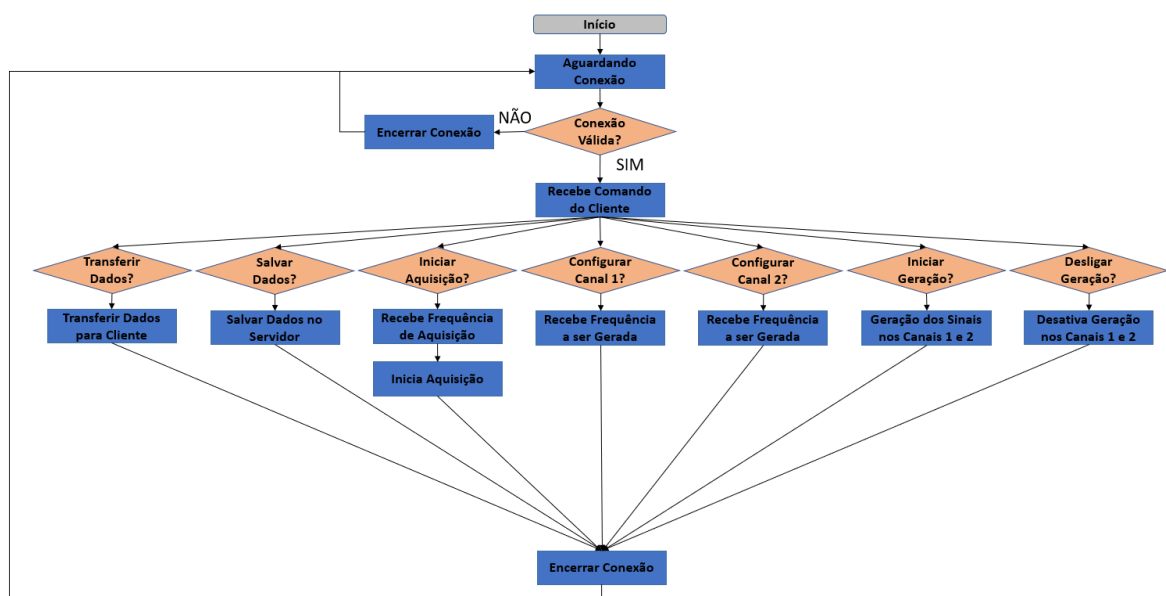 Início
Aguardando
Conexão
NÃO
Conexão
Válida?
Encerrar Conexão
SIM
Recebe Comando
do Cliente
Transferir
Dados?
Salvar
Dados?
Iniciar
Aquisição?
Configurar
Canal 1?
Configurar
Canal 2?
Iniciar
Geração?
Desligar
Geração?
Transferir Dados
para Cliente
Salvar Dados no
Servidor
Recebe Frequência
de Aquisição
Recebe Frequência
a ser Gerada
Recebe Frequência
a ser Gerada
Geração dos Sinais
nos Canais 1 e 2
Desativa Geração
nos Canais 1 e 2
Inicia Aquisição
Encerrar Conexão